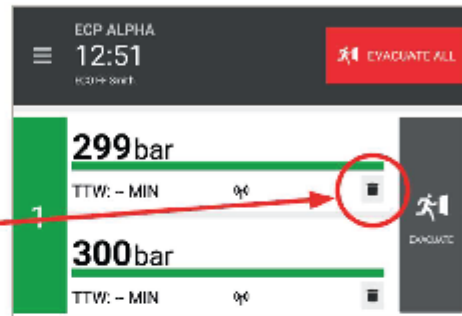 ECP ALPHA
12:51
EVACUATE ALL
299bar
TTW: -- MIN
1
EVACUATE
300bar
TTW: -- MIN